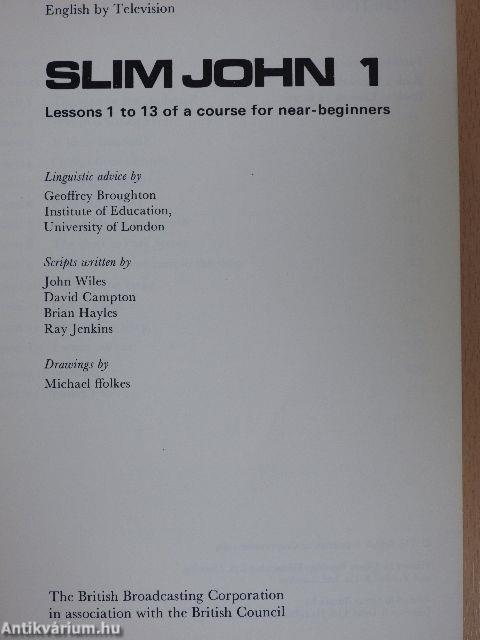 English by Television
SLIM JOHN 1
Lessons 1 to 13 of a course for near-beginners
Linguistic advice by
Geoffrey Broughton
Institute of Education,
University of London
Scripts written by
John Wiles
David Campton
Brian Hayles
Ray Jenkins
Drawings by
Michael ffolkes
The British Broadcasting Corporation
in association with the British Council
Antikvárium.hu